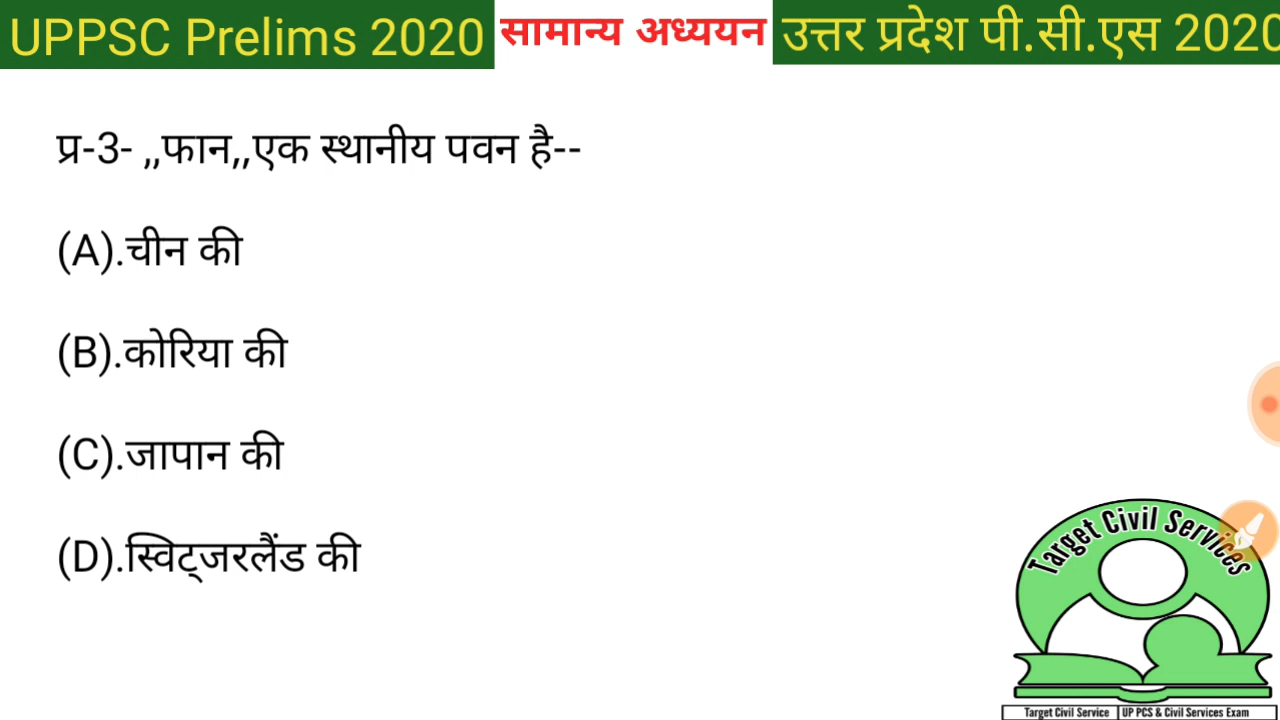 UPPSC Prelims 2020 सामान्य अध्ययन उत्तर प्रदेश पी.सी.एस 2020
प्र-3- ,,फान,,एक स्थानीय पवन है--
(A).चीन की
(B).कोरिया की
(C).जापान की
(D).स्विट्जरलैंड की
Target Civil Services
Target Civil Service UP PCS & Civil Services Exam